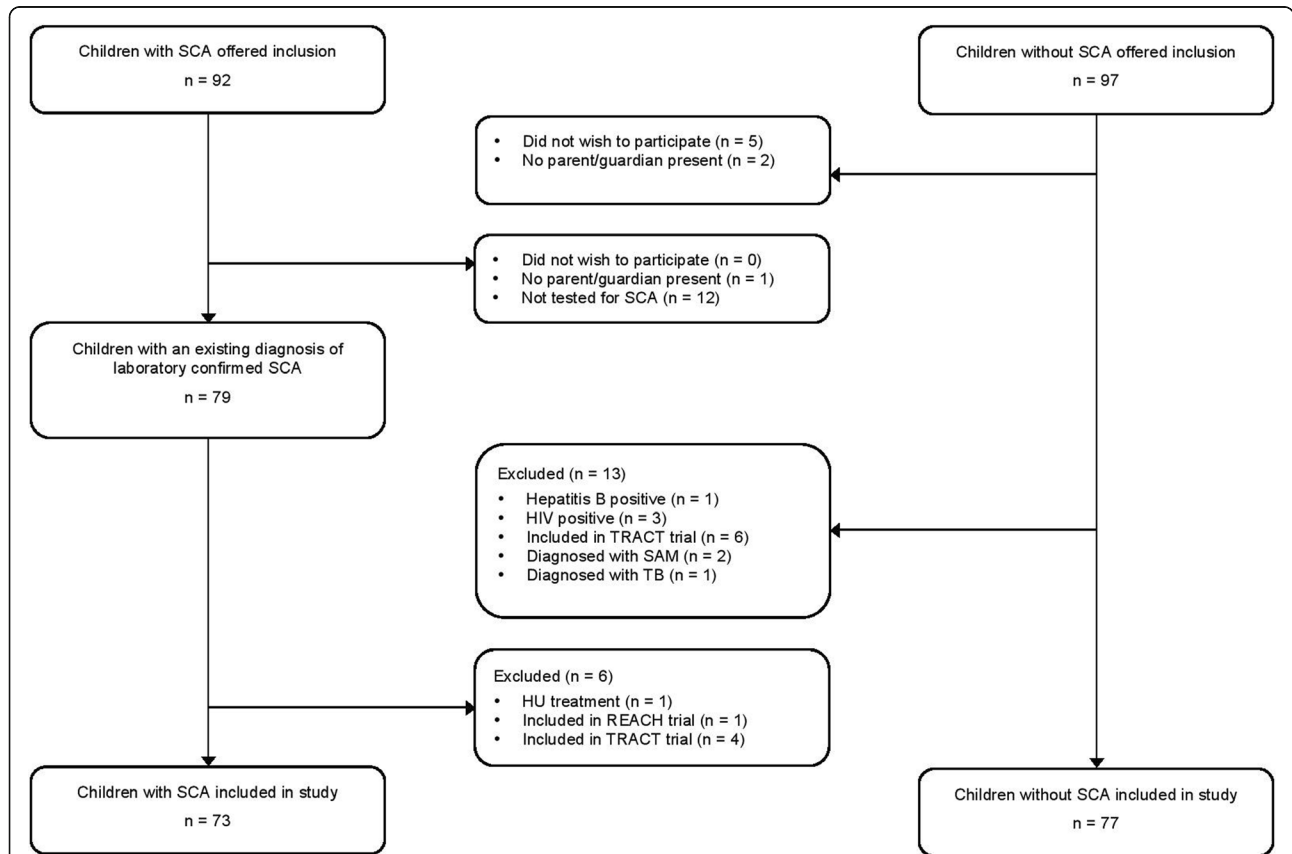 Children with SCA offered inclusion
n = 92
Children without SCA offered inclusion
n = 97
• Did not wish to participate (n = 5)
• No parent/guardian present (n = 2)
• Did not wish to participate (n = 0)
• No parent/guardian present (n = 1)
• Not tested for SCA (n = 12)
Children with an existing diagnosis of
laboratory confirmed SCA
n = 79
Excluded (n = 13)
• Hepatitis B positive (n = 1)
• HIV positive (n = 3)
• Included in TRACT trial (n = 6)
• Diagnosed with SAM (n = 2)
• Diagnosed with TB (n = 1)
Excluded (n = 6)
• HU treatment (n = 1)
• Included in REACH trial (n = 1)
• Included in TRACT trial (n = 4)
Children with SCA included in study
n = 73
Children without SCA included in study
n = 77